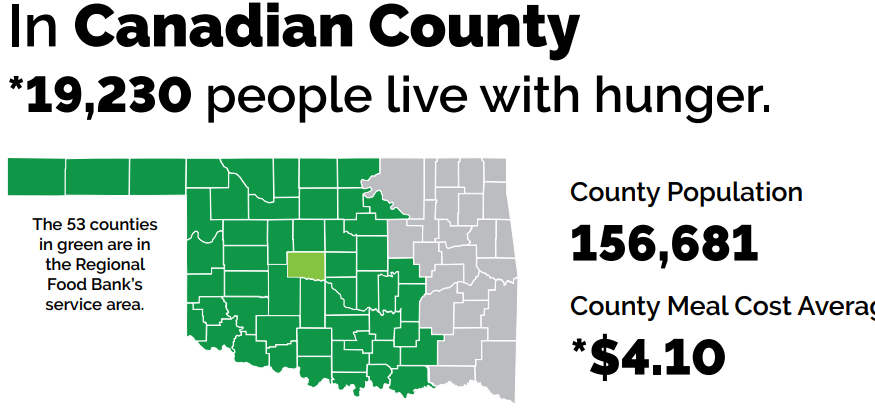 In Canadian County
*19,230 people live with hunger.
The 53 counties
in green are in
the Regional
Food Bank's
service area.
County Population
156,681
County Meal Cost
*$4.10